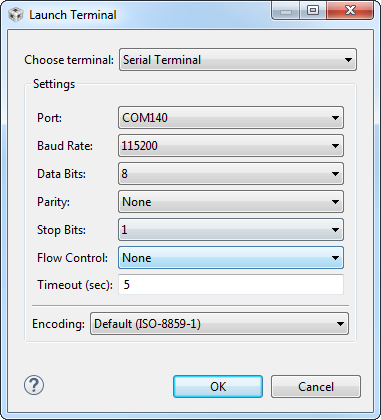 Launch Terminal
Choose terminal: Serial Terminal
Settings
Port: COM140
Baud Rate: 115200
Data Bits: 8
Parity: None
Stop Bits: 1
Flow Control: None
Timeout (sec): 5
Encoding: Default (ISO-8859-1)
? OK Cancel